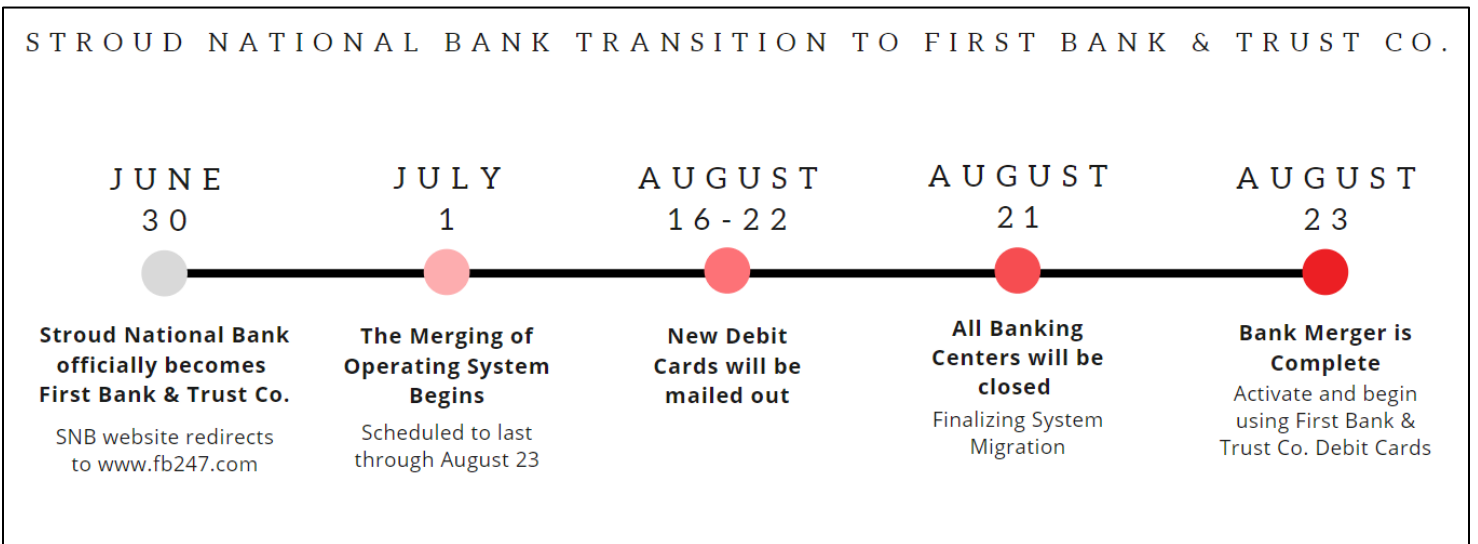 STROUD NATIONAL BANK TRANSITION TO FIRST BANK & TRUST CO.
JUNE
30
Stroud National Bank
officially becomes
First Bank & Trust Co.
SNB website redirects
to www.fb247.com
JULY
1
The Merging of
Operating System
Begins
Scheduled to last
through August 23
AUGUST
16-22
New Debit
Cards will be
mailed out
AUGUST
21
All Banking
Centers will be
closed
Finalizing System
Migration
AUGUST
23
Bank Merger is
Complete
Activate and begin
using First Bank &
Trust Co. Debit Cards